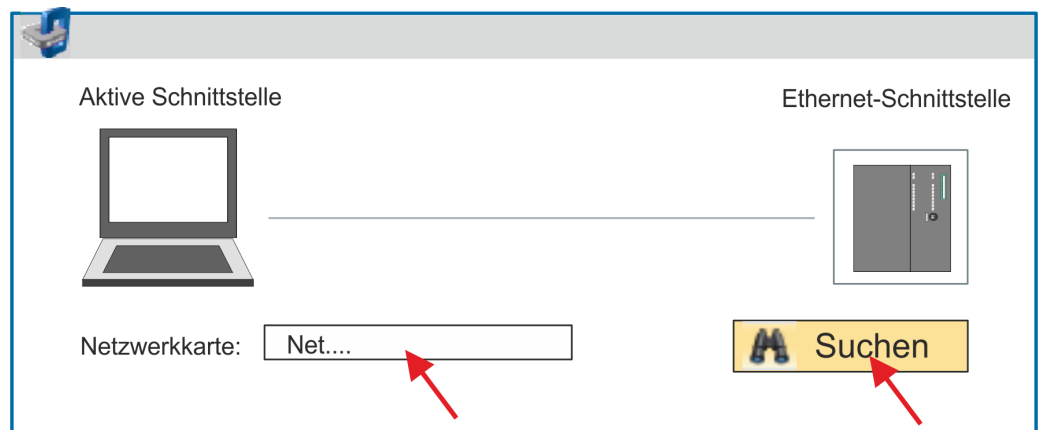 Aktive Schnittstelle
Ethernet-Schnittstelle
Netzwerkkarte:
Net....
Suchen